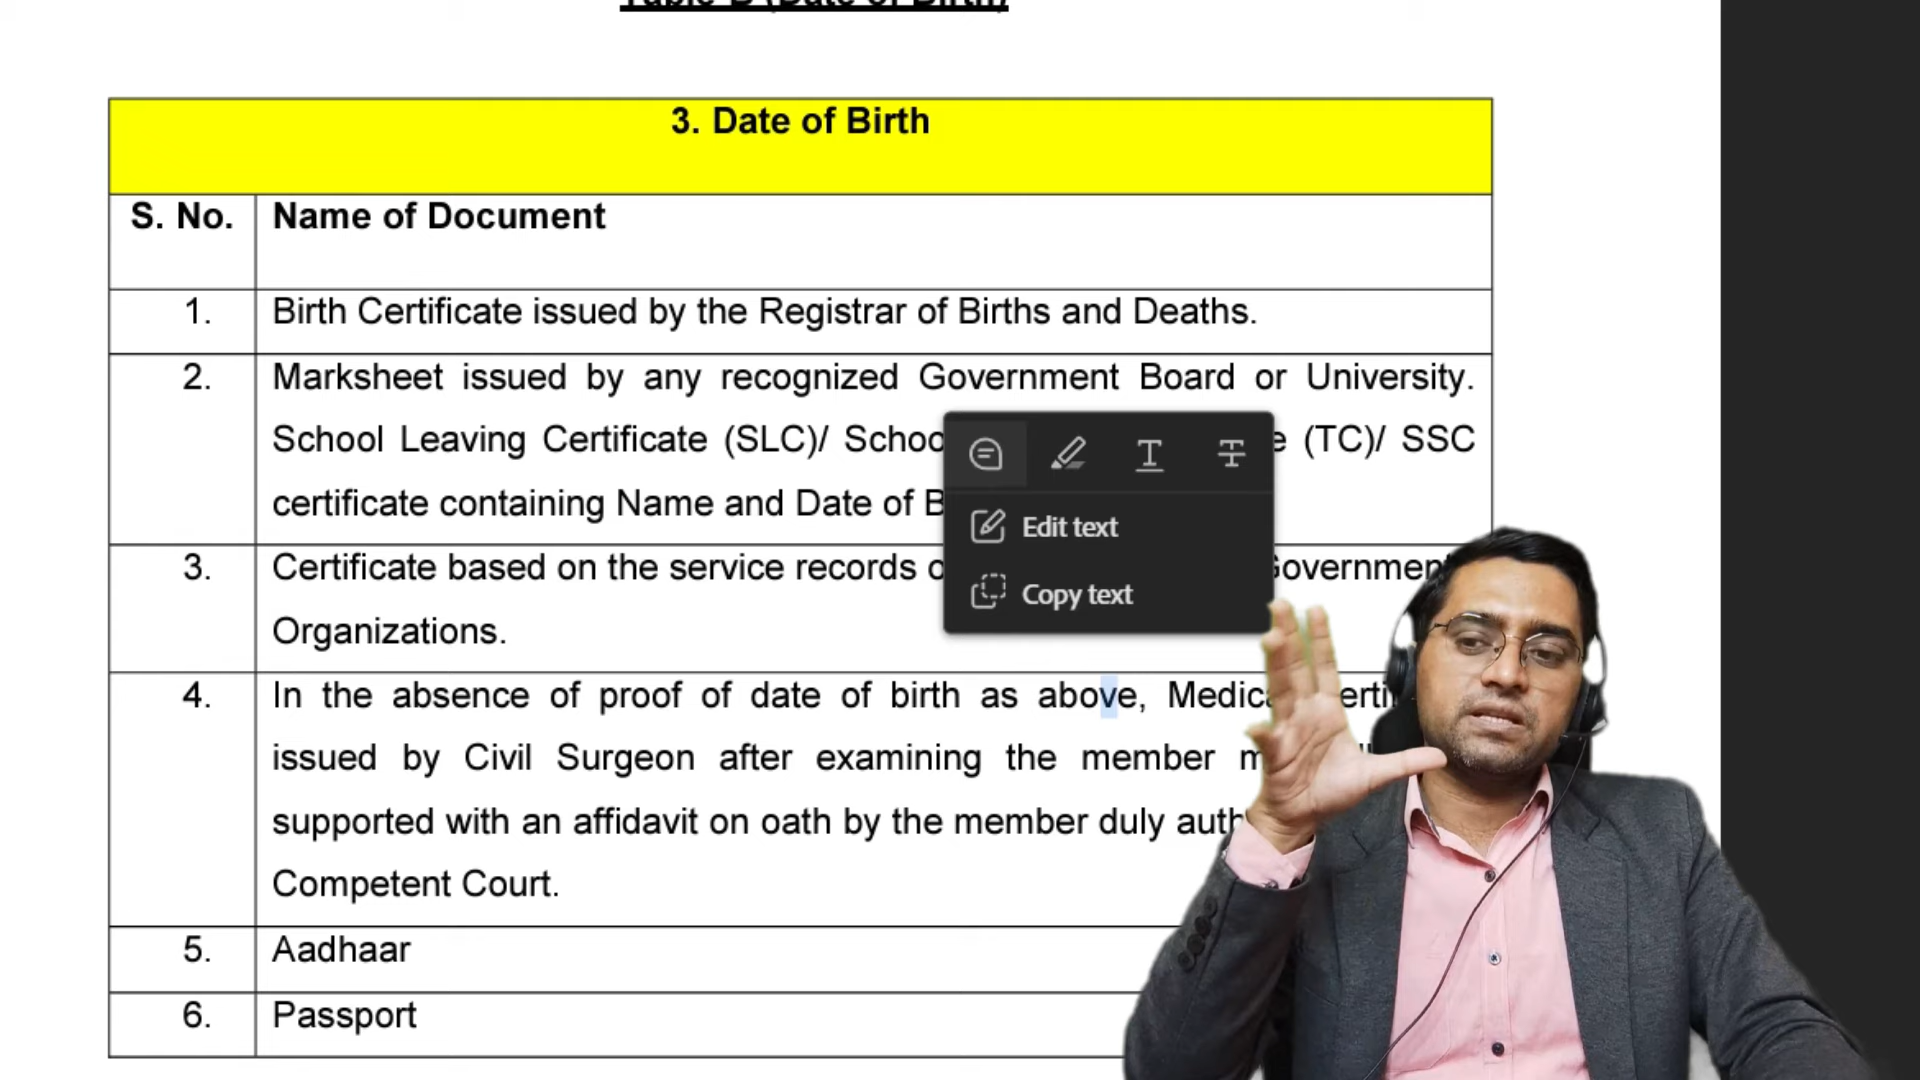 Table-B (Date of Birth)
3. Date of Birth
S. No. Name of Document
1. Birth Certificate issued by the Registrar of Births and Deaths.
2. Marksheet issued by any recognized Government Board or University.
School Leaving Certificate (SLC)/ (TC)/ SSC
certificate containing Name and Date of
Edit text
3. Certificate based on the service records
Organizations.
Copy text
4. In the absence of proof of date of birth as above,
issued by Civil Surgeon after examining the member
supported with an affidavit on oath by the member duly
Competent Court.
5. Aadhaar
6. Passport